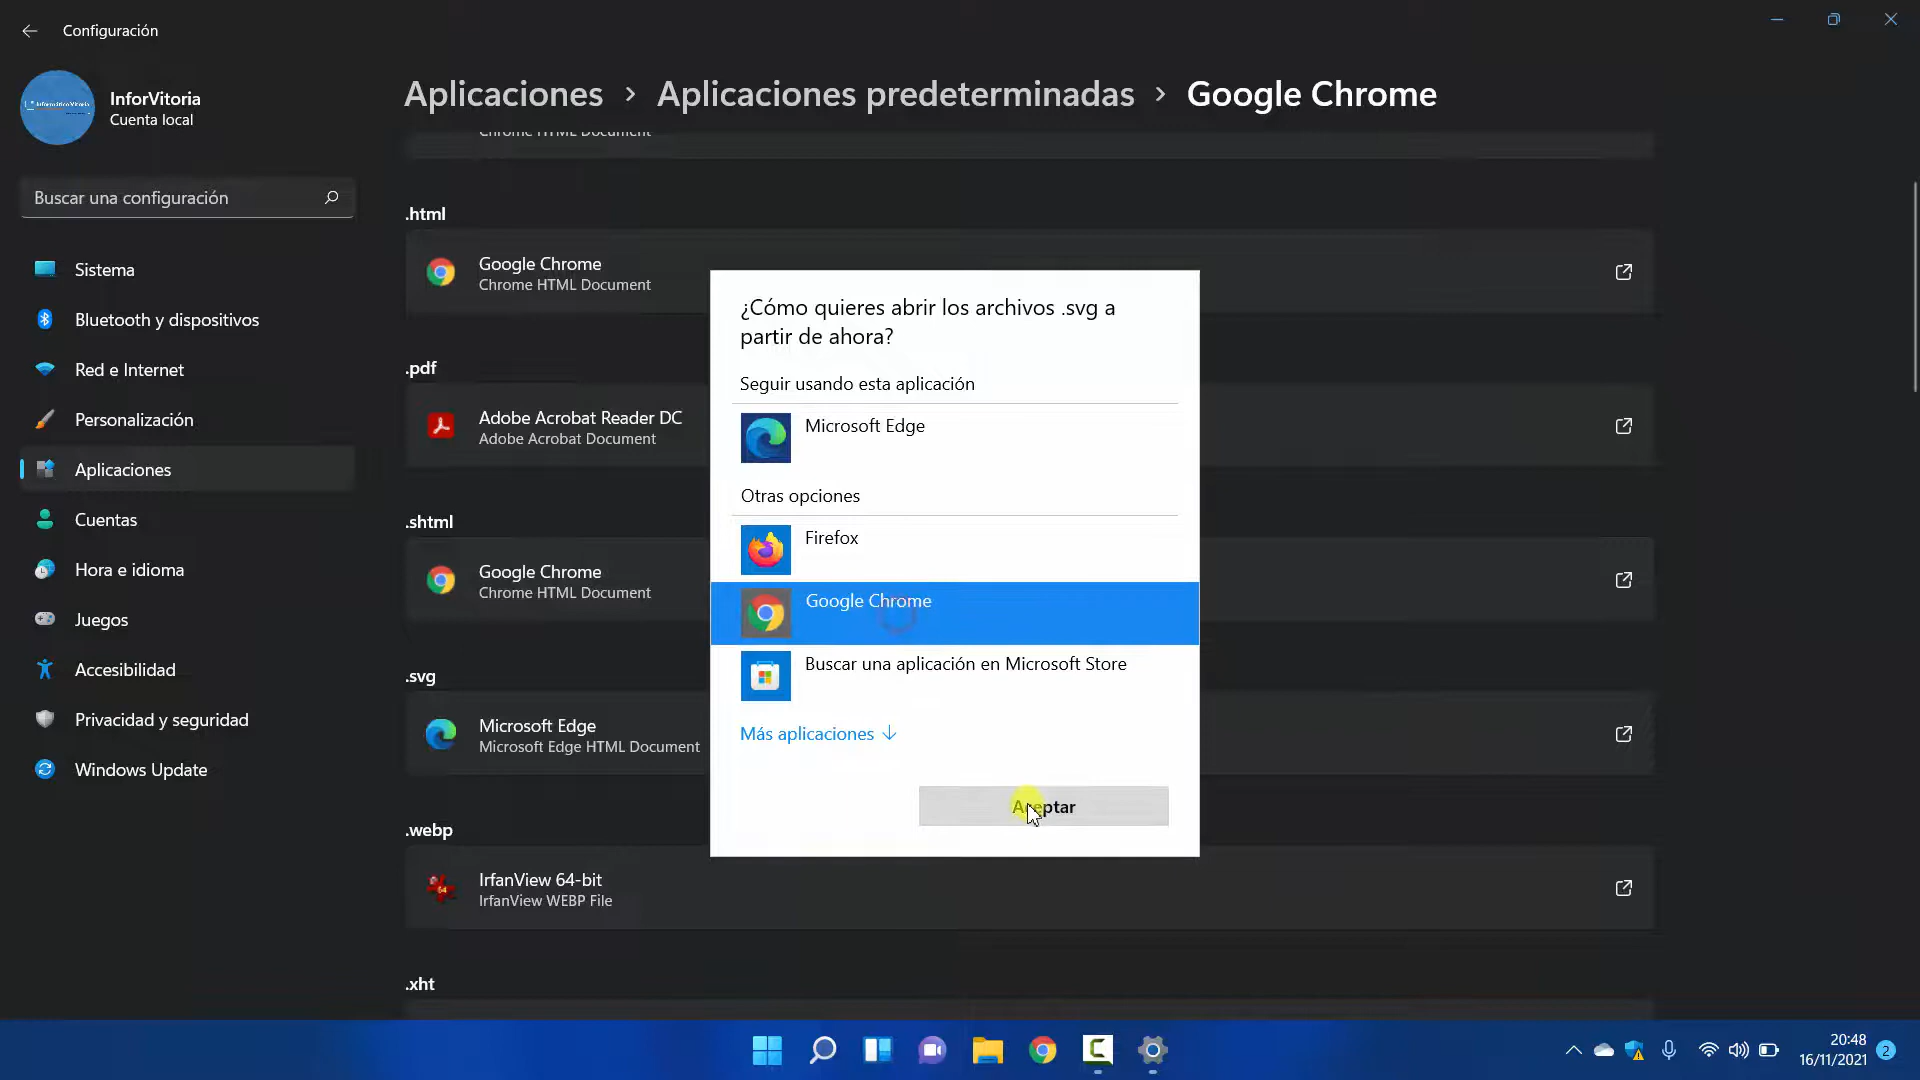 Configuración
InforVitoria
Cuenta local
Buscar una configuración
Sistema
Bluetooth y dispositivos
Red e Internet
Personalización
Aplicaciones
Cuentas
Hora e idioma
Juegos
Accesibilidad
Privacidad y seguridad
Windows Update
Aplicaciones > Aplicaciones predeterminadas > Google Chrome
Chrome HTML Document
.html
Google Chrome
Chrome HTML Document
.pdf
Adobe Acrobat Reader DC
Adobe Acrobat Document
.shtml
Google Chrome
Chrome HTML Document
.svg
Microsoft Edge
Microsoft Edge HTML Document
.webp
IrfanView 64-bit
IrfanView WEBP File
.xht
¿Cómo quieres abrir los archivos .svg a
partir de ahora?
Seguir usando esta aplicación
Microsoft Edge
Otras opciones
Firefox
Google Chrome
Buscar una aplicación en Microsoft Store
Más aplicaciones
Aceptar
20:48
16/11/2021
2